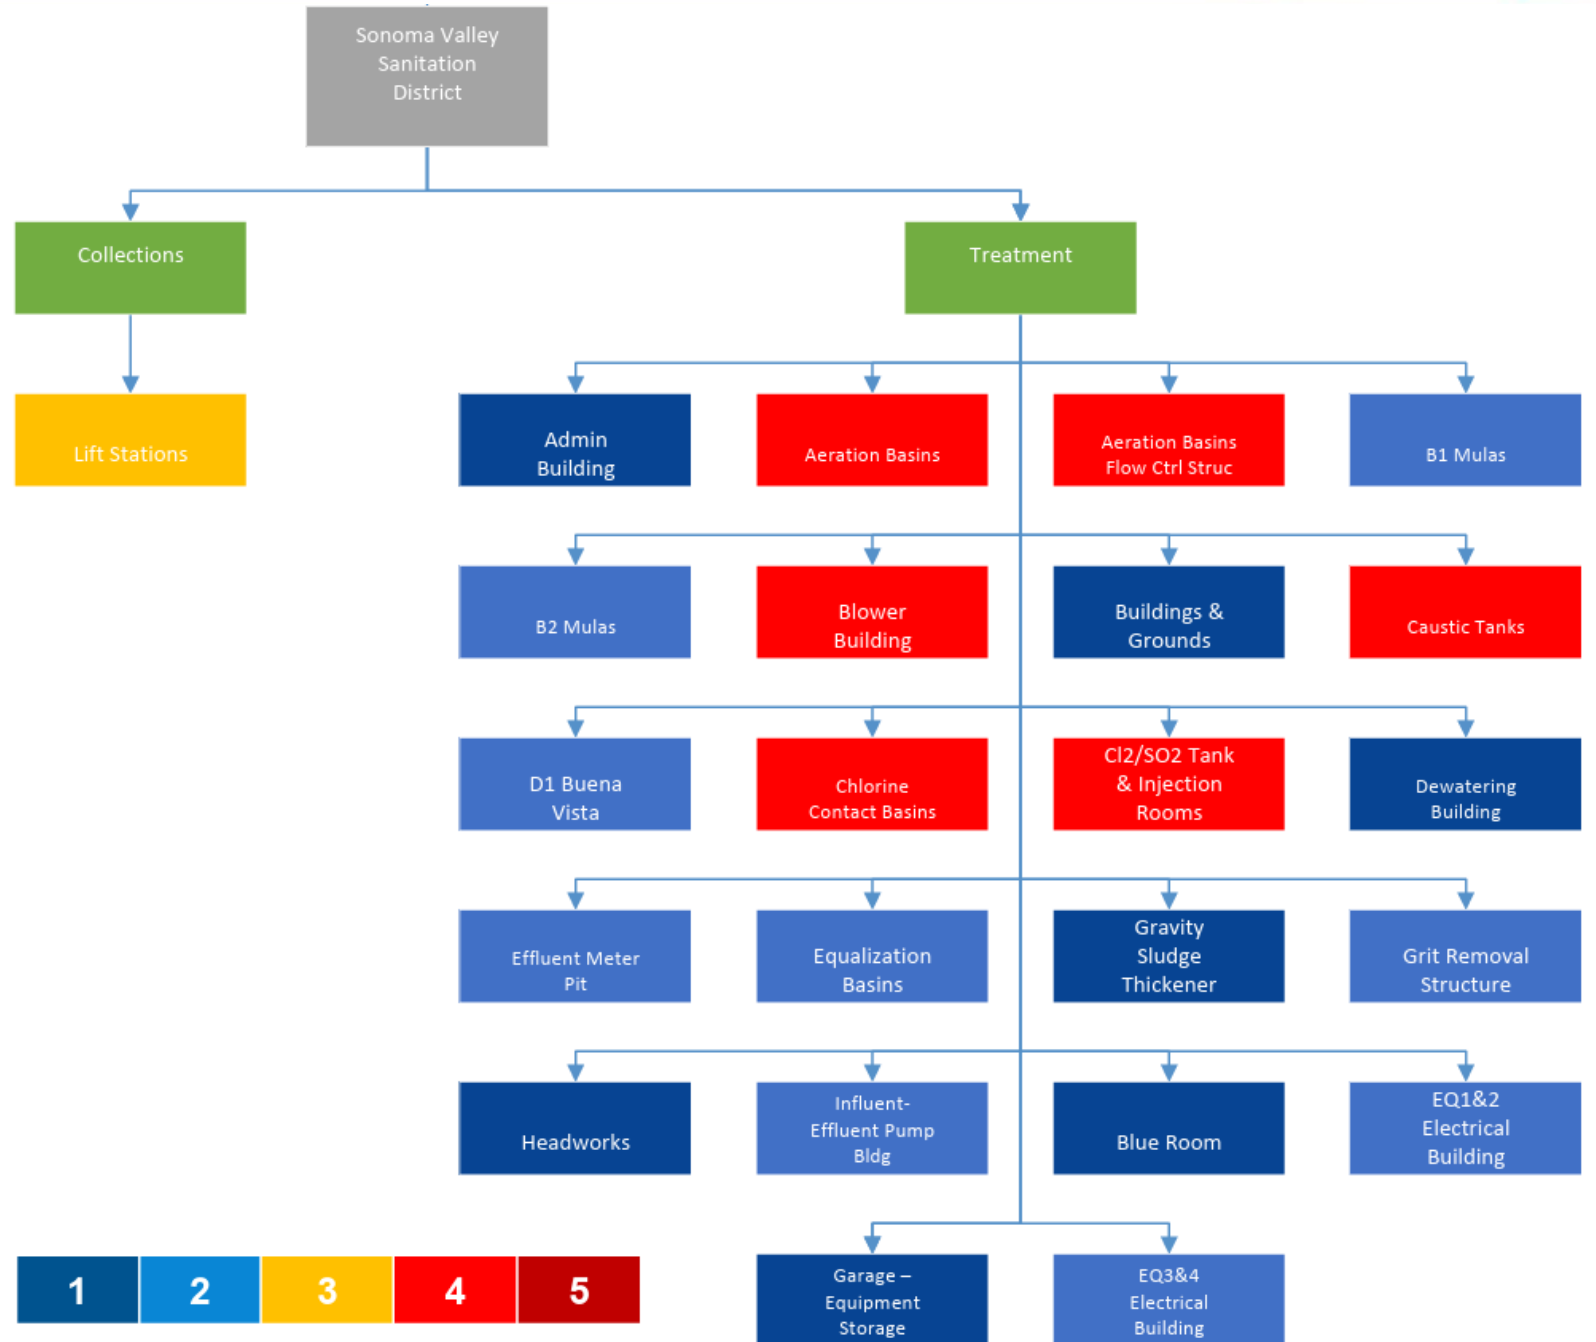 Sonoma Valley
Sanitation
District
Collections
Treatment
Lift Stations
Admin
Building
Aeration Basins
Aeration Basins
Flow Ctrl Struc
B1 Mulas
B2 Mulas
Blower
Building
Buildings &
Grounds
Caustic Tanks
D1 Buena
Vista
Chlorine
Contact Basins
Cl2/SO2 Tank
& Injection
Rooms
Dewatering
Building
Effluent Meter
Pit
Equalization
Basins
Gravity
Sludge
Thickener
Grit Removal
Structure
Headworks
Influent-
Effluent Pump
Bldg
Blue Room
EQ1&2
Electrical
Building
Garage –
Equipment
Storage
EQ3&4
Electrical
Building
1 2 3 4 5